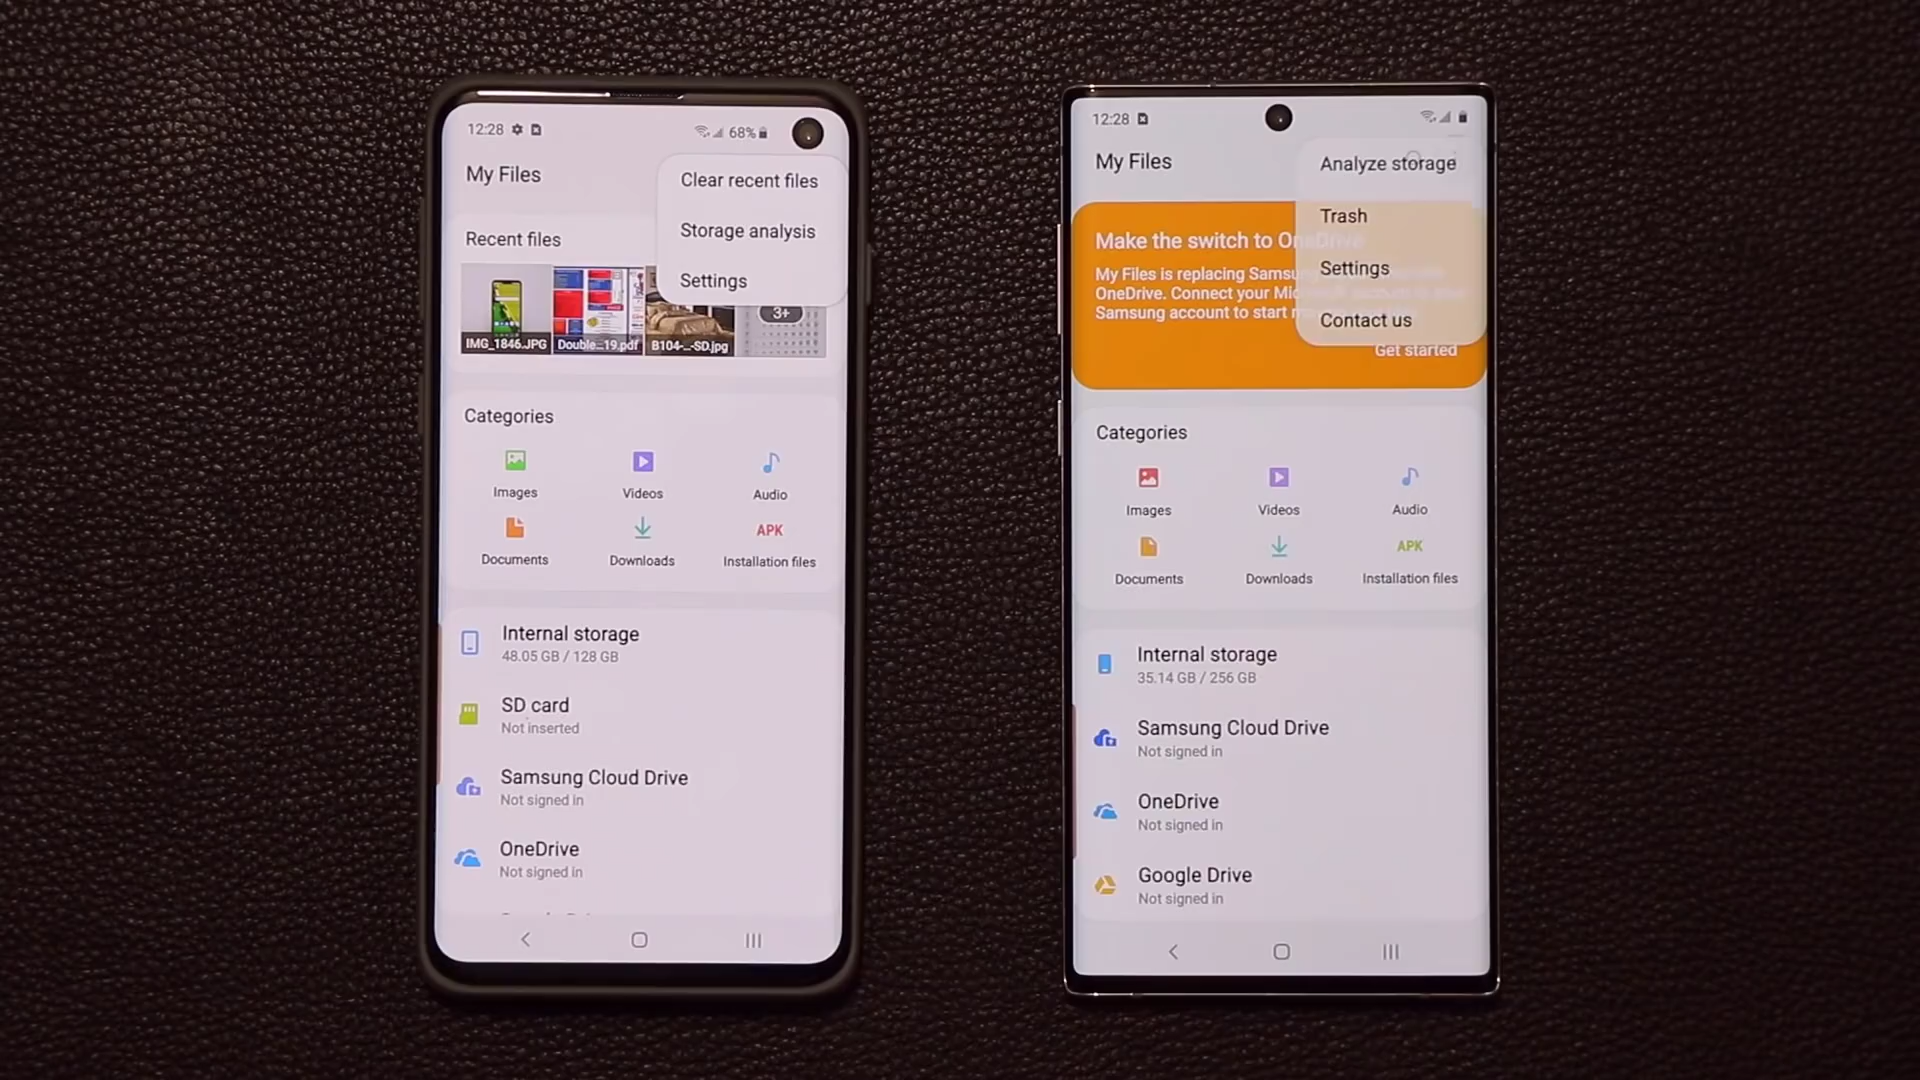 12:28
68%
My Files
Clear recent files
Storage analysis
Settings
Recent files
IMG_1846.JPG
Double...19.pdf
B104-...-SD.jpg
3+
Categories
Images
Videos
Audio
APK
Documents
Downloads
Installation files
Internal storage
48.05 GB / 128 GB
SD card
Not inserted
Samsung Cloud Drive
Not signed in
OneDrive
Not signed in
12:28
My Files
Analyze storage
Trash
Settings
Contact us
Make the switch to OneDrive
My Files is replacing Samsung
OneDrive. Connect your
Samsung account to start
Get started
Categories
Images
Videos
Audio
APK
Documents
Downloads
Installation files
Internal storage
35.14 GB / 256 GB
Samsung Cloud Drive
Not signed in
OneDrive
Not signed in
Google Drive
Not signed in